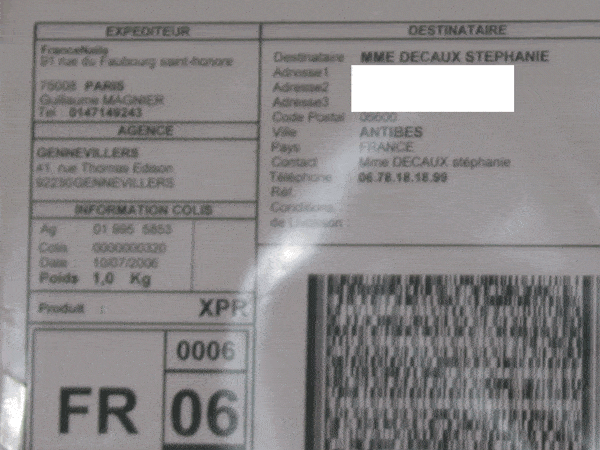 EXPEDITEUR
FranceNails
91 rue du Faubourg saint-honore
75008 PARIS
Guillaume MAGNIER
Tel : 0147149243
AGENCE
GENNEVILLERS
41, rue Thomas Edison
92230GENNEVILLERS
INFORMATION COLIS
Ag 01 995 5853
Colis 0000000320
Date : 10/07/2006
Poids 1,0 Kg
Produit : XPR
0006
FR 06
DESTINATAIRE
Destinataire : MME DECAUX STEPHANIE
Adresse1
Adresse2
Adresse3
Code Postal 06600
Ville ANTIBES
Pays FRANCE
Contact Mme DECAUX stéphanie
Téléphone : 06.78.18.18.99
Réf.
Conditions
de Livraison :